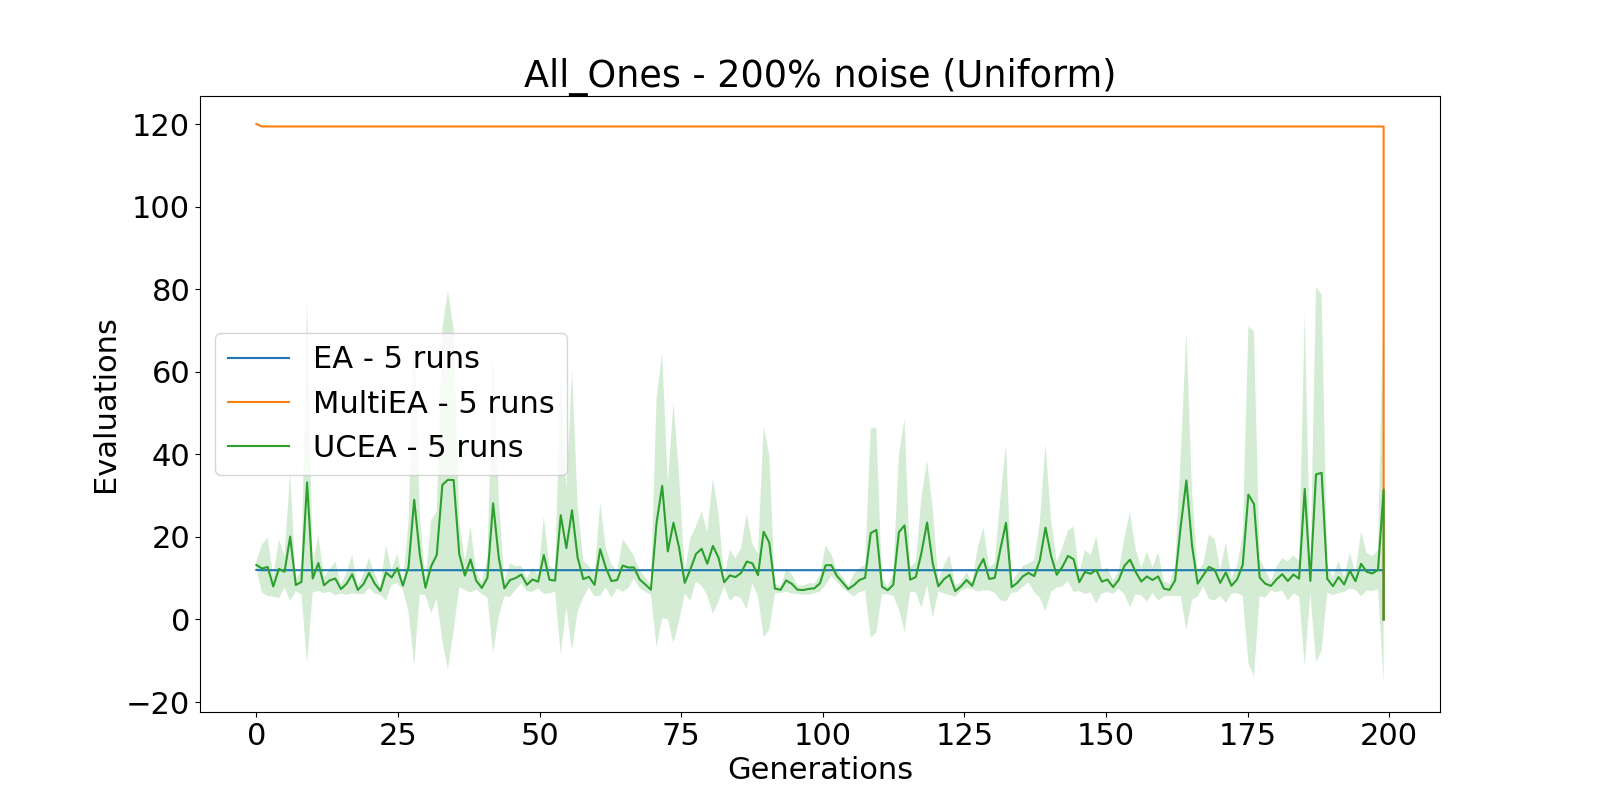 All_Ones - 200% noise (Uniform)
120
100
80
60
40
20
0
−20
Evaluations
EA - 5 runs
MultiEA - 5 runs
UCEA - 5 runs
0 25 50 75 100 125 150 175 200
Generations